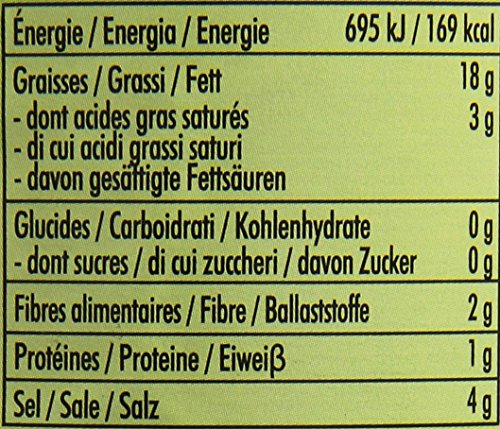 Énergie / Energia / Energie 695 kJ / 169 kcal
Graisses / Grassi / Fett 18 g
- dont acides gras saturés 3 g
- di cui acidi grassi saturi
- davon gesättigte Fettsäuren
Glucides / Carboidrati / Kohlenhydrate 0 g
- dont sucres / di cui zuccheri / davon Zucker 0 g
Fibres alimentaires / Fibre / Ballaststoffe 2 g
Protéines / Proteine / Eiweiβ 1 g
Sel / Sale / Salz 4 g